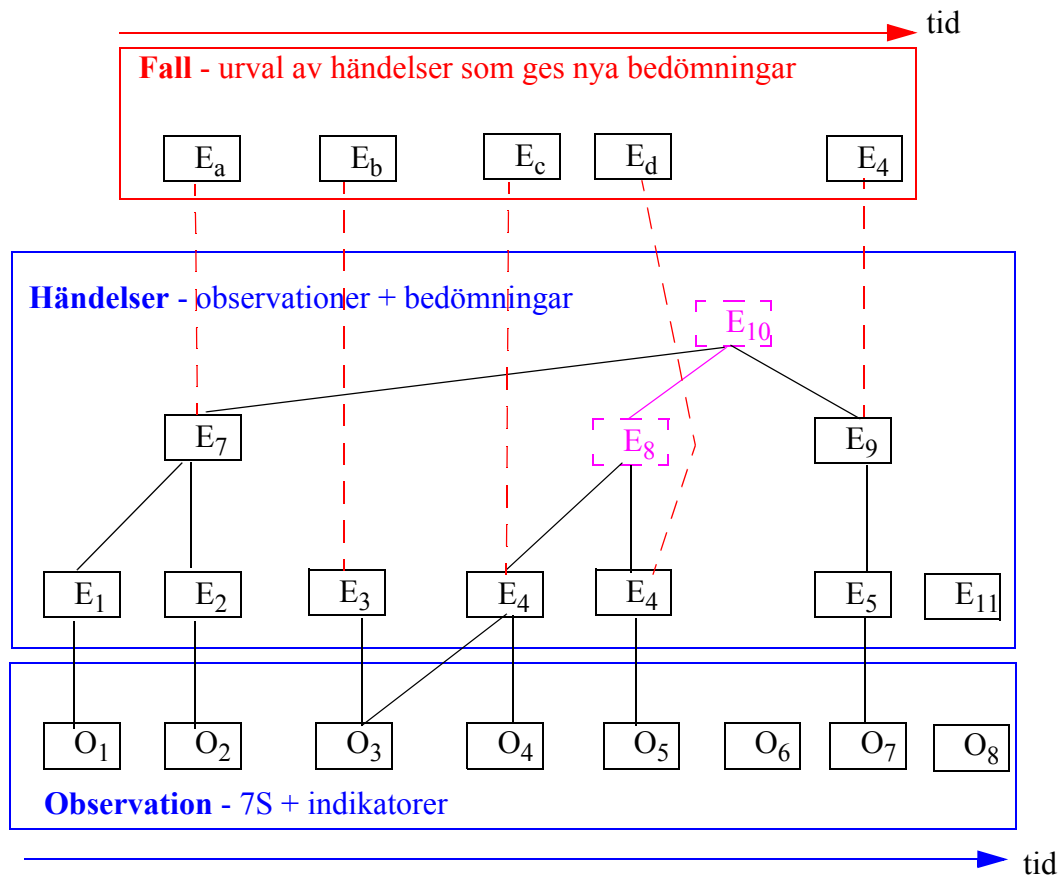 tid
Fall - urval av händelser som ges nya bedömningar
Ea Eb Ec Ed E4
Händelser - observationer + bedömningar
E10
E7 E8 E9
E1 E2 E3 E4 E4 E5 E11
O1 O2 O3 O4 O5 O6 O7 O8
Observation - 7S + indikatorer
tid